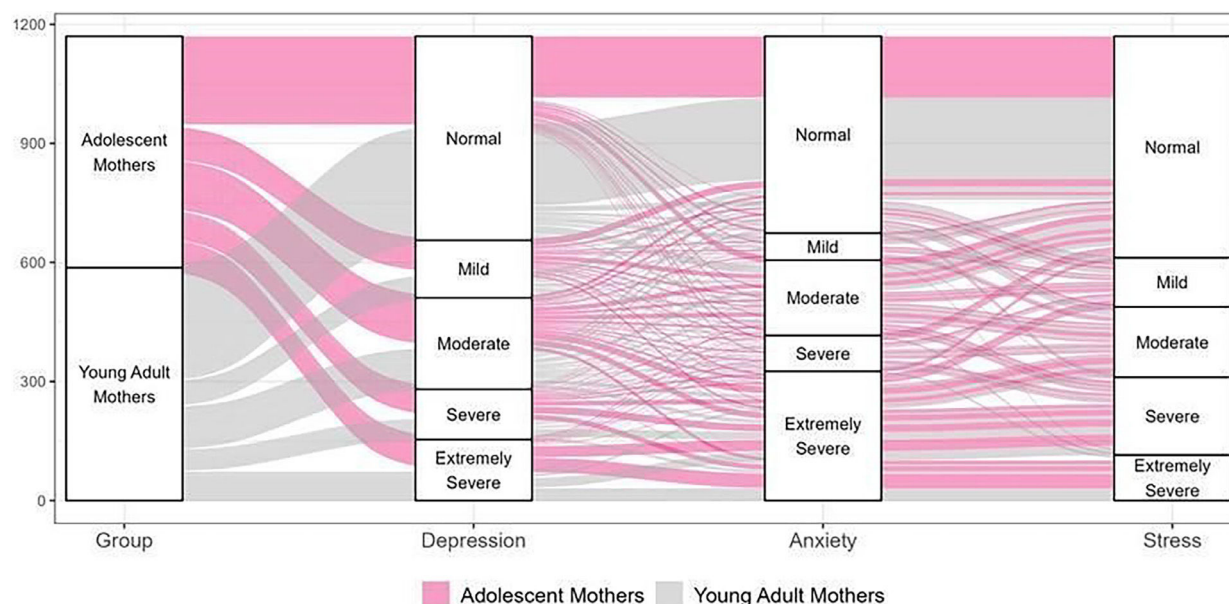 1200
900
600
300
0
Adolescent
Mothers
Young Adult
Mothers
Normal
Mild
Moderate
Severe
Extremely
Severe
Normal
Mild
Moderate
Severe
Extremely
Severe
Normal
Mild
Moderate
Severe
Extremely
Severe
Group
Depression
Anxiety
Stress
Adolescent Mothers
Young Adult Mothers